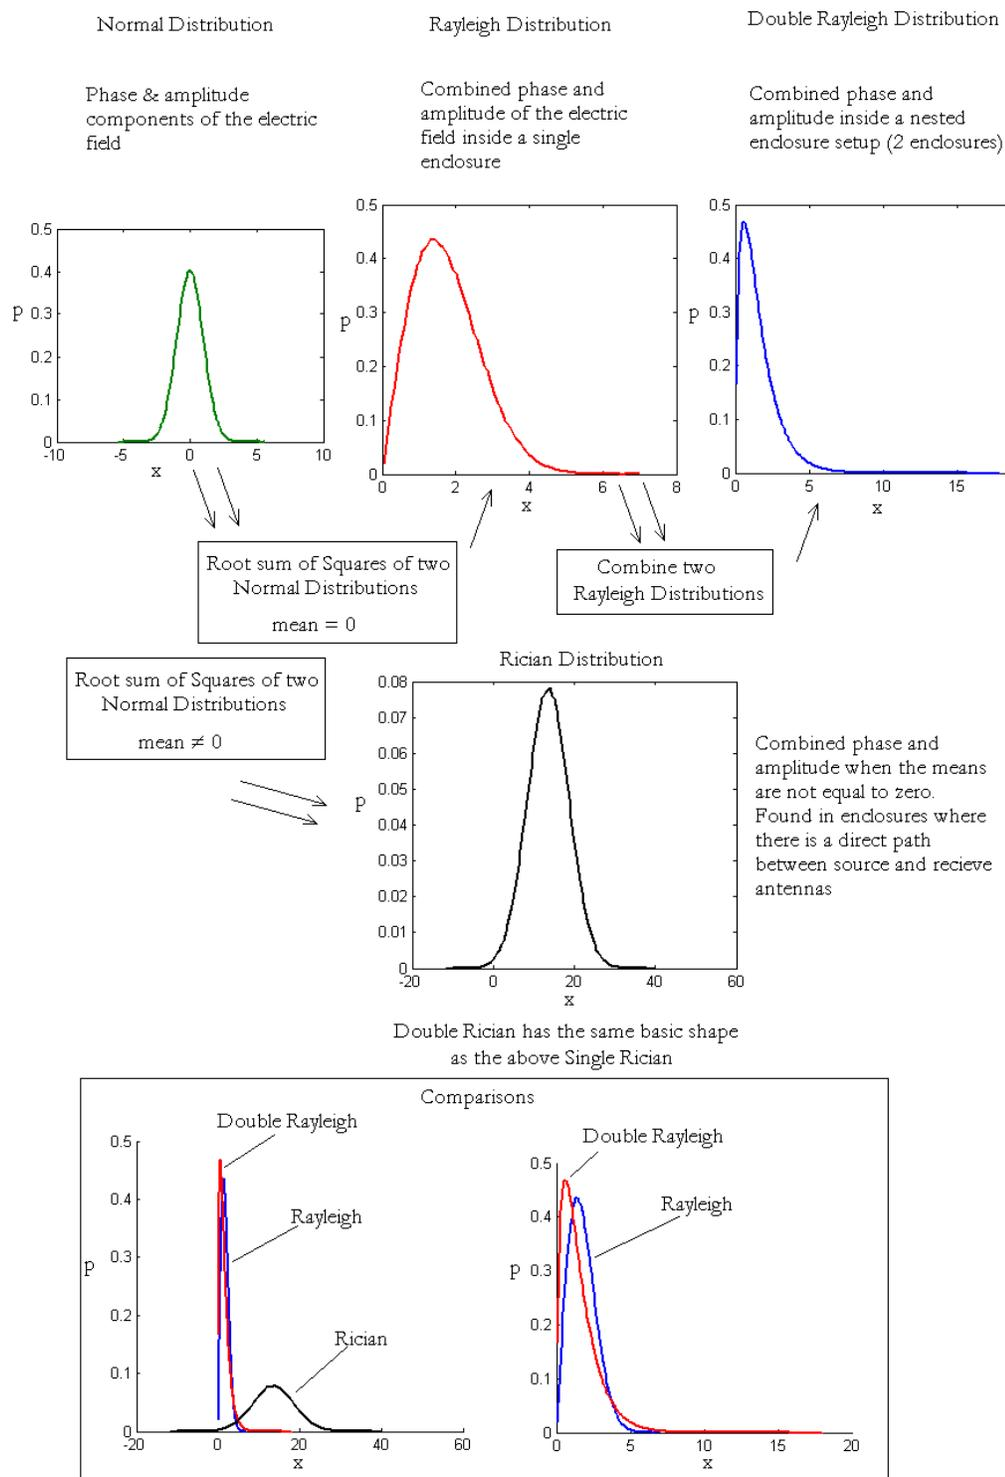 Normal Distribution
Rayleigh Distribution
Double Rayleigh Distribution
Phase & amplitude
components of the electric
field
Combined phase and
amplitude of the electric
field inside a single
enclosure
Combined phase and
amplitude inside a nested
enclosure setup (2 enclosures)
0.5
0.4
p
0.3
0.2
0.1
0
-10
-5
0
5
10
x
0.5
0.4
p
0.3
0.2
0.1
0
0
2
4
6
8
x
0.5
0.4
p
0.3
0.2
0.1
0
0
5
10
15
x
Root sum of Squares of two
Normal Distributions
mean = 0
Combine two
Rayleigh Distributions
Root sum of Squares of two
Normal Distributions
mean ≠ 0
Rician Distribution
0.08
0.07
0.06
0.05
p
0.04
0.03
0.02
0.01
0
-20
0
20
40
60
x
Combined phase and
amplitude when the means
are not equal to zero.
Found in enclosures where
there is a direct path
between source and recieve
antennas
Double Rician has the same basic shape
as the above Single Rician
Comparisons
Double Rayleigh
Rayleigh
Rician
0.5
0.4
p
0.3
0.2
0.1
0
-20
0
20
40
60
x
Double Rayleigh
Rayleigh
0.5
0.4
p
0.3
0.2
0.1
0
0
5
10
15
20
x